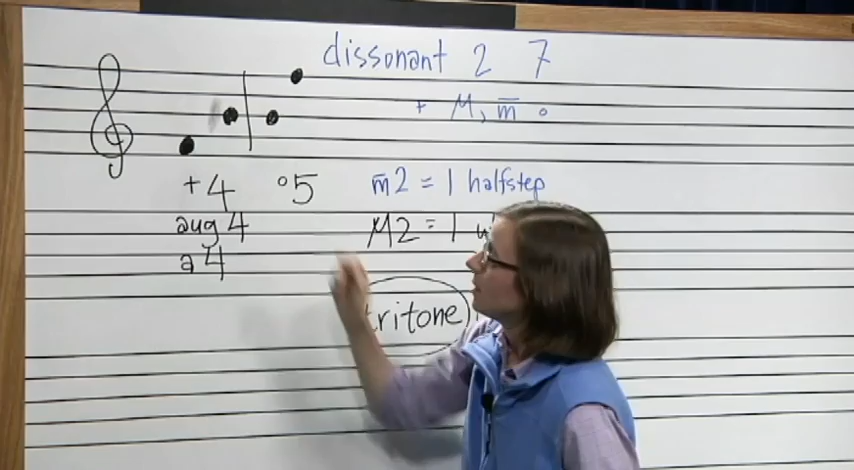 dissonant 2 7
+ M, m̅ °
+4 °5
m̅2 = 1 halfstep
aug 4
M2 = 1
a 4
tritone